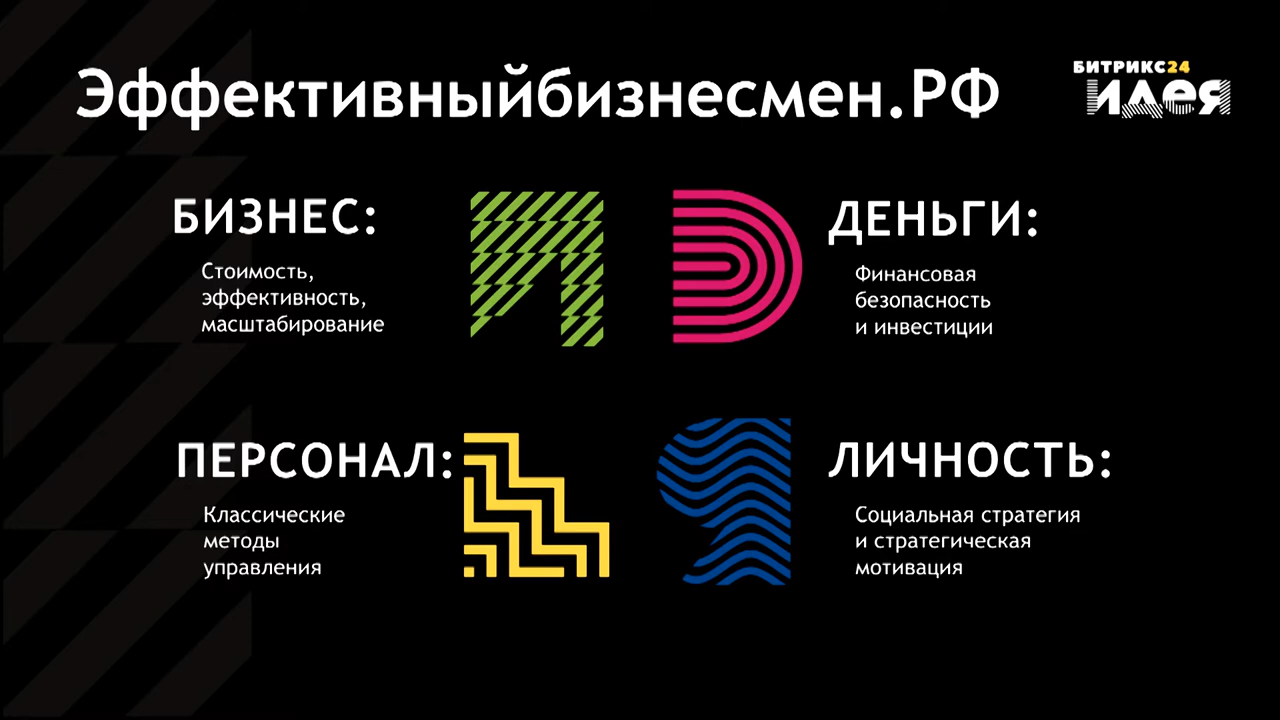 Эффективныйбизнесмен.РФ
БИТРИКС24
идея
БИЗНЕС:
Стоимость,
эффективность,
масштабирование
ДЕНЬГИ:
Финансовая
безопасность
и инвестиции
ПЕРСОНАЛ:
Классические
методы
управления
ЛИЧНОСТЬ:
Социальная стратегия
и стратегическая
мотивация